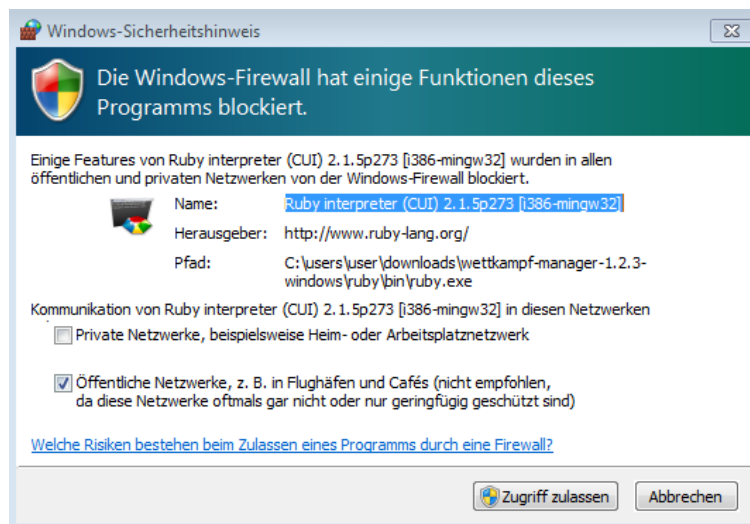 Windows-Sicherheitshinweis
Die Windows-Firewall hat einige Funktionen dieses
Programms blockiert.
Einige Features von Ruby interpreter (CUI) 2.1.5p273 [i386-mingw32] wurden in allen
öffentlichen und privaten Netzwerken von der Windows-Firewall blockiert.
Name: Ruby interpreter (CUI) 2.1.5p273 [i386-mingw32]
Herausgeber: http://www.ruby-lang.org/
Pfad: C:\users\user\downloads\wettkampf-manager-1.2.3-
windows\ruby\bin\ruby.exe
Kommunikation von Ruby interpreter (CUI) 2.1.5p273 [i386-mingw32] in diesen Netzwerken
Private Netzwerke, beispielsweise Heim- oder Arbeitsplatznetzwerk
Öffentliche Netzwerke, z. B. in Flughäfen und Cafés (nicht empfohlen,
da diese Netzwerke oftmals gar nicht oder nur geringfügig geschützt sind)
Welche Risiken bestehen beim Zulassen eines Programms durch eine Firewall?
Zugriff zulassen
Abbrechen